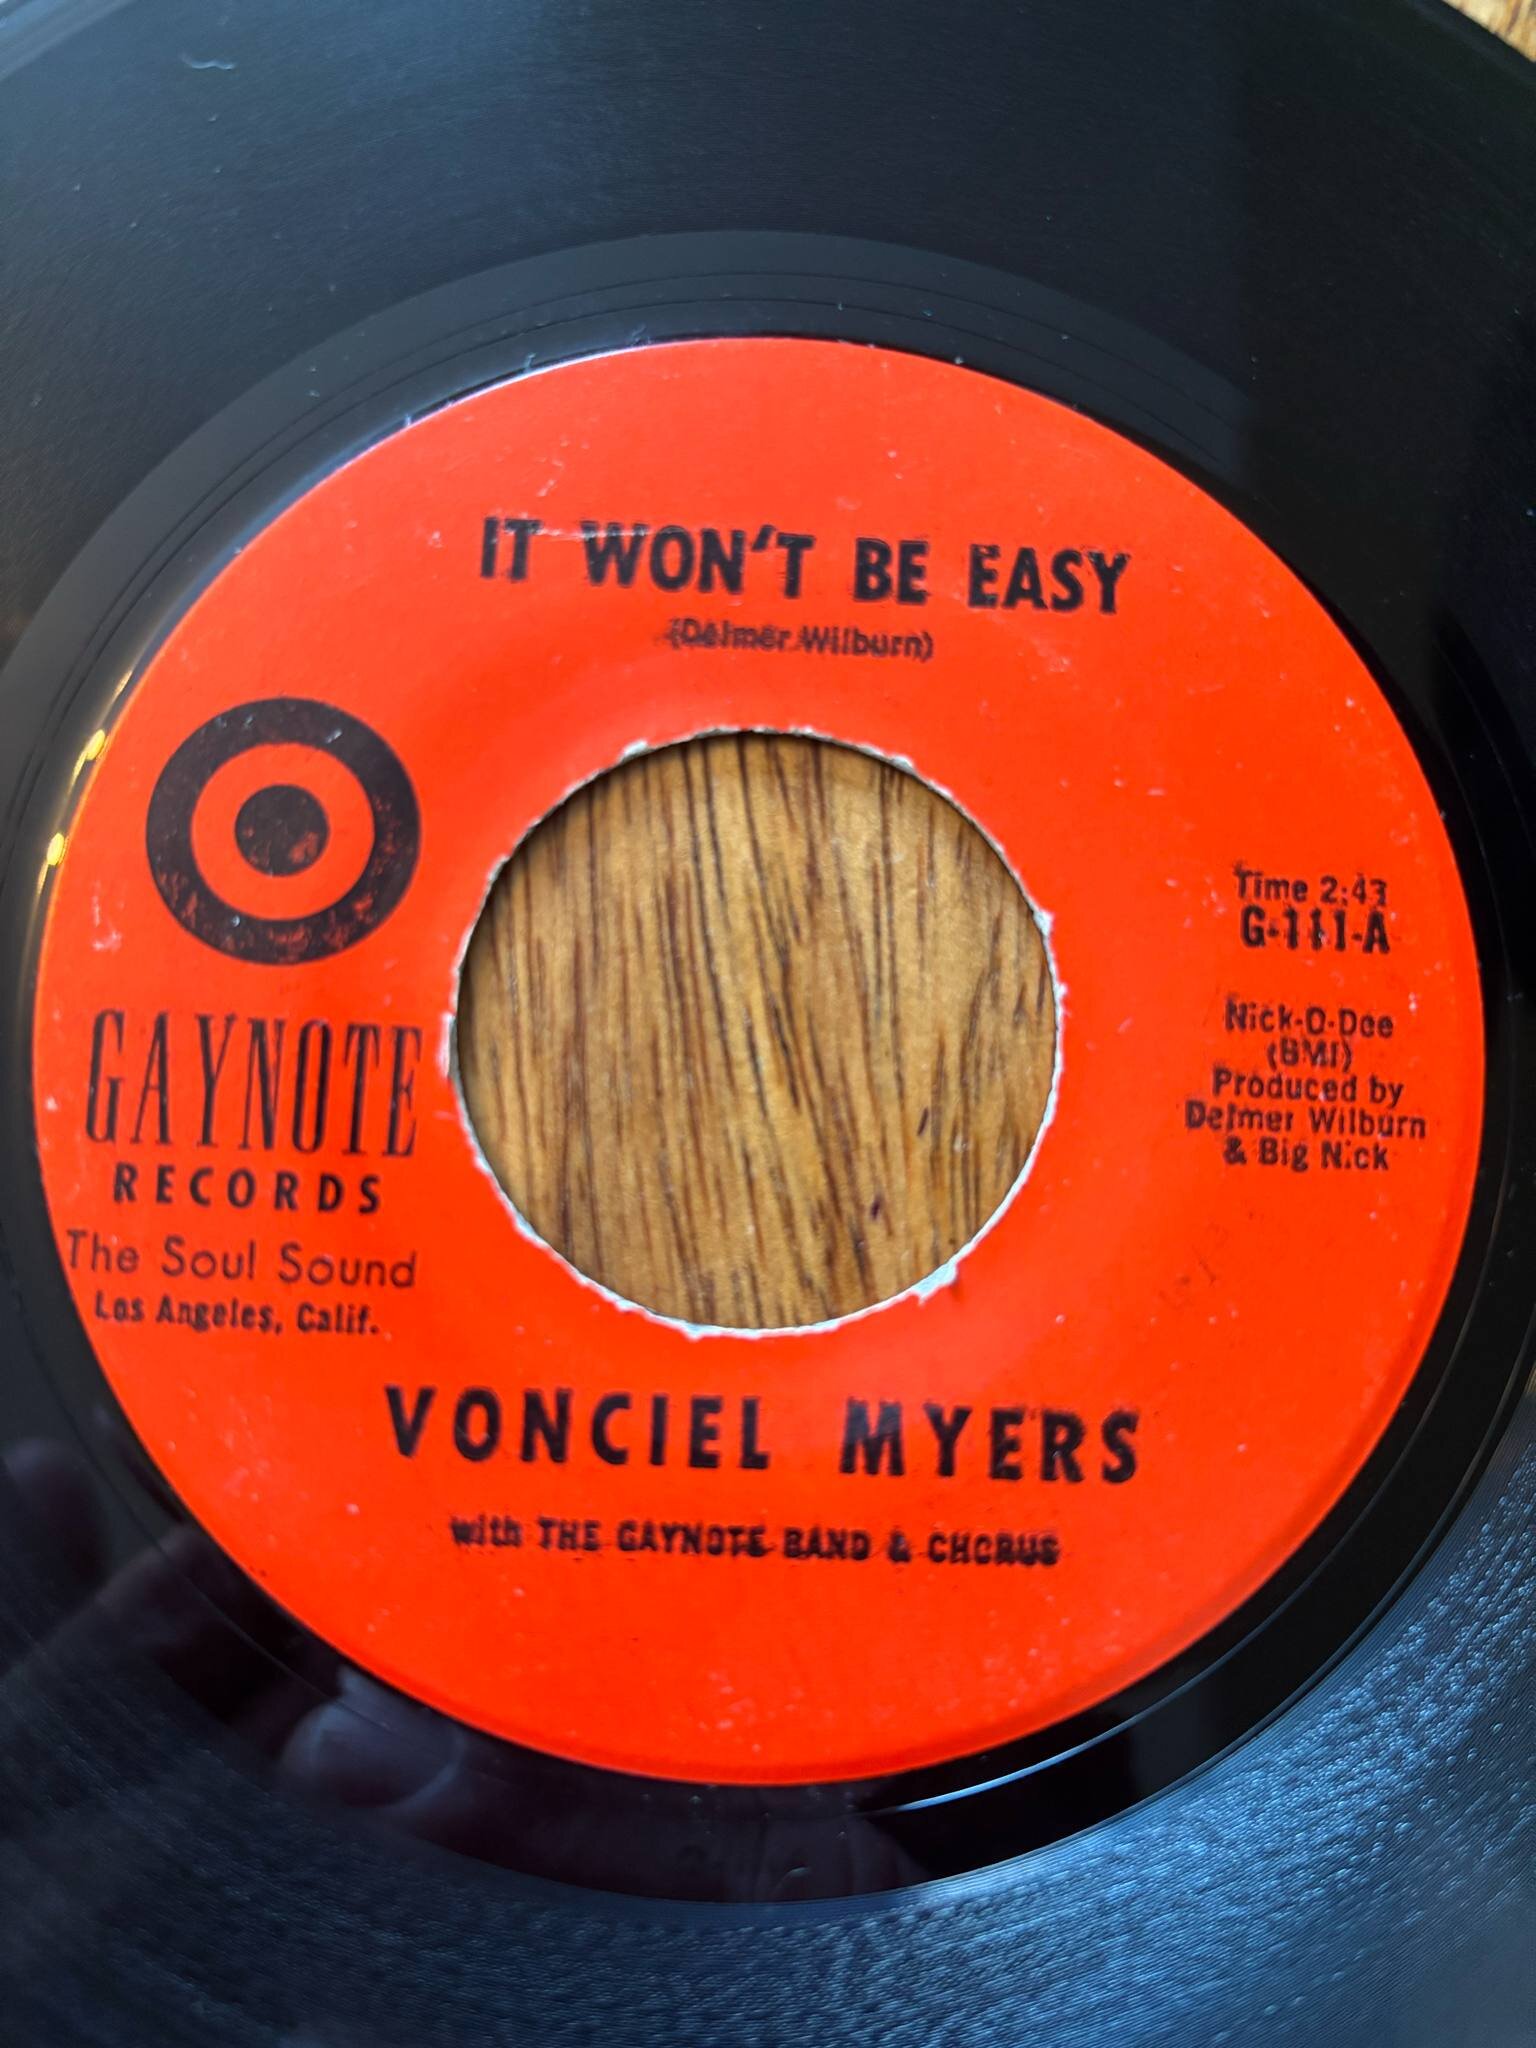 IT WON'T BE EASY
(Delmer Wilburn)
Time 2:43
G-111-A
Nick-O-Dee
(BMI)
Produced by
Delmer Wilburn
& Big Nick
GAYNOTE
RECORDS
The Soul Sound
Los Angeles, Calif.
VONCIEL MYERS
with THE GAYNOTE BAND & CHORUS